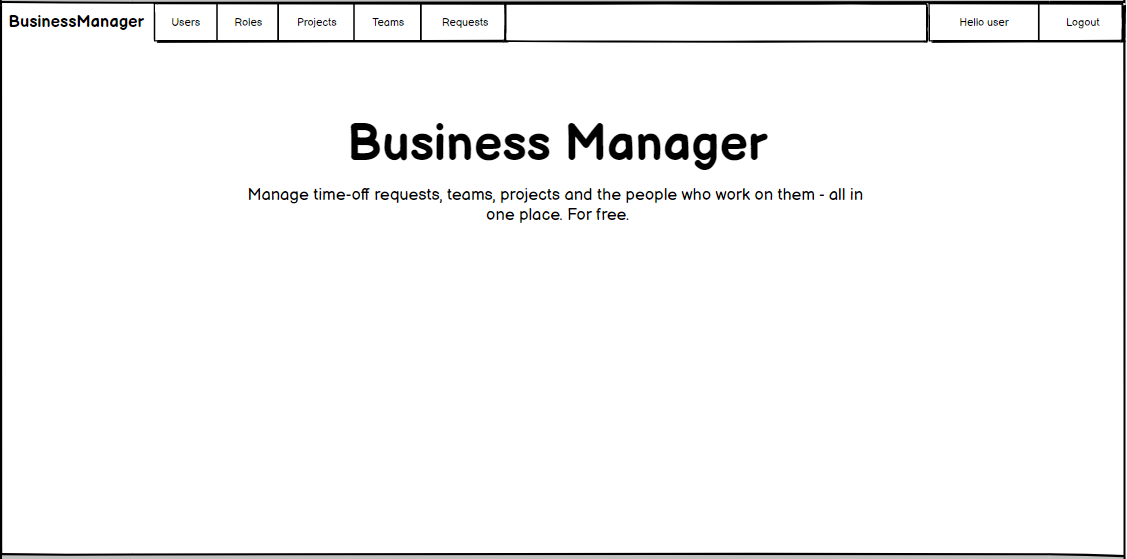 BusinessManager Users Roles Projects Teams Requests Hello user Logout
Business Manager
Manage time-off requests, teams, projects and the people who work on them - all in
one place. For free.